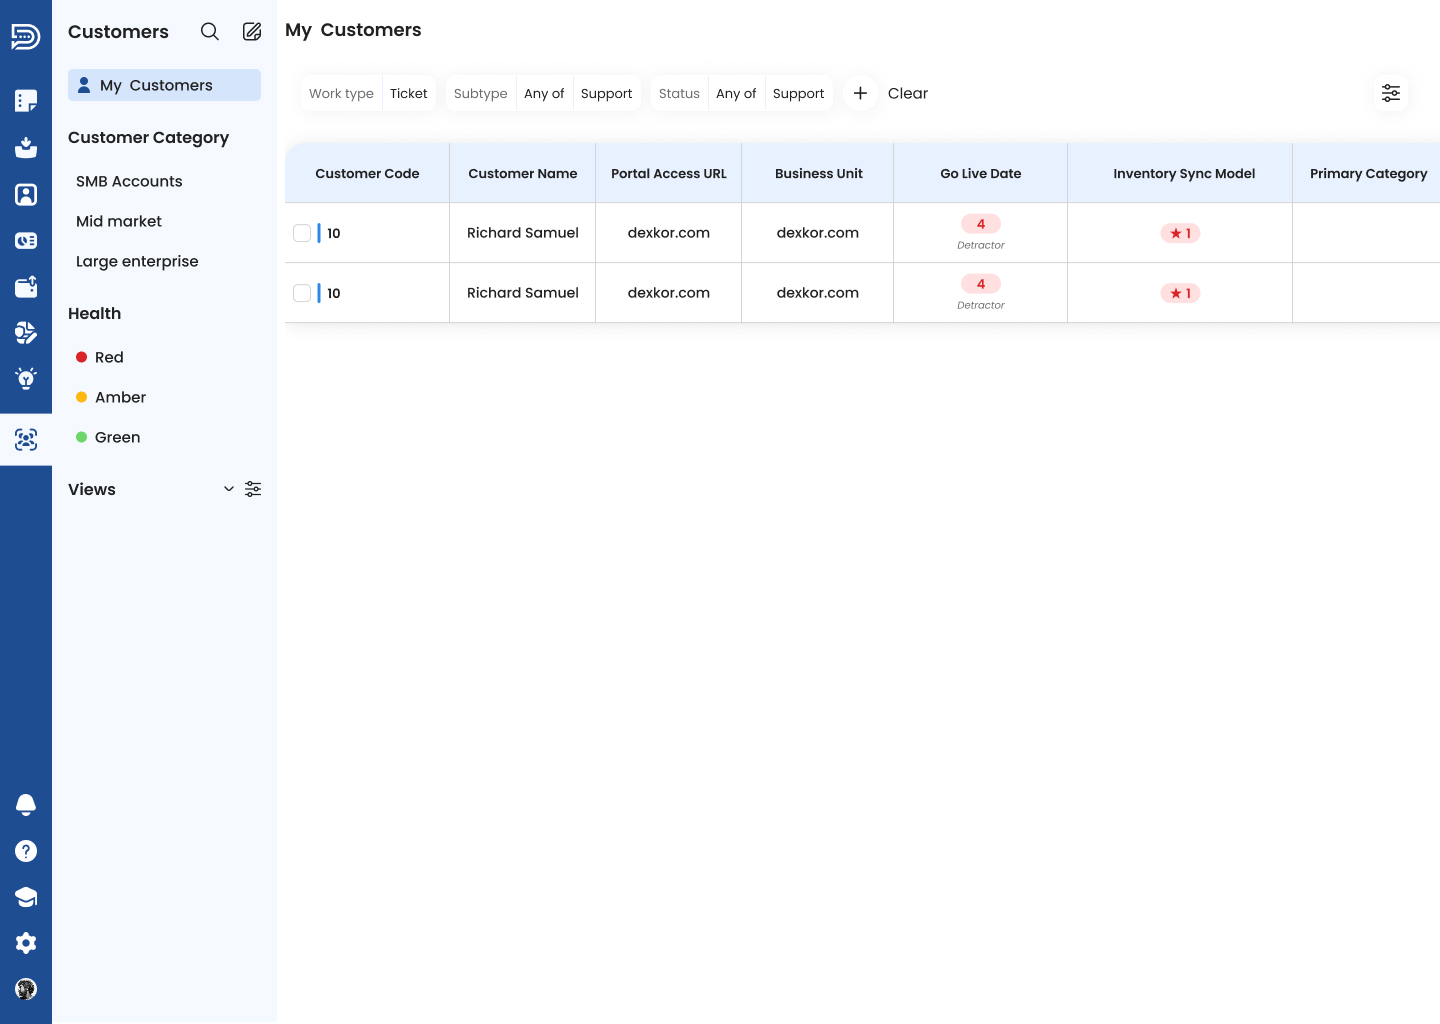 Customers
My Customers
Customer Category
SMB Accounts
Mid market
Large enterprise
Health
Red
Amber
Green
Views
My Customers
Work type Ticket Subtype Any of Support Status Any of Support Clear
Customer Code Customer Name Portal Access URL Business Unit Go Live Date Inventory Sync Model Primary Category
10 Richard Samuel dexkor.com dexkor.com 4 ★ 1
Detractor
10 Richard Samuel dexkor.com dexkor.com 4 ★ 1
Detractor